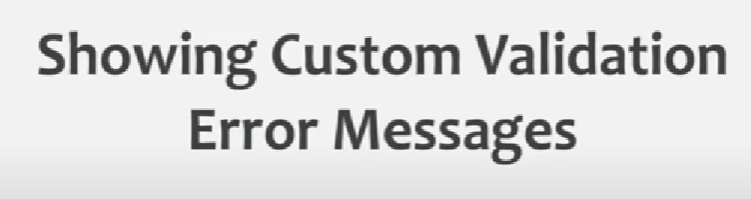 Showing Custom Validation
Error Messages